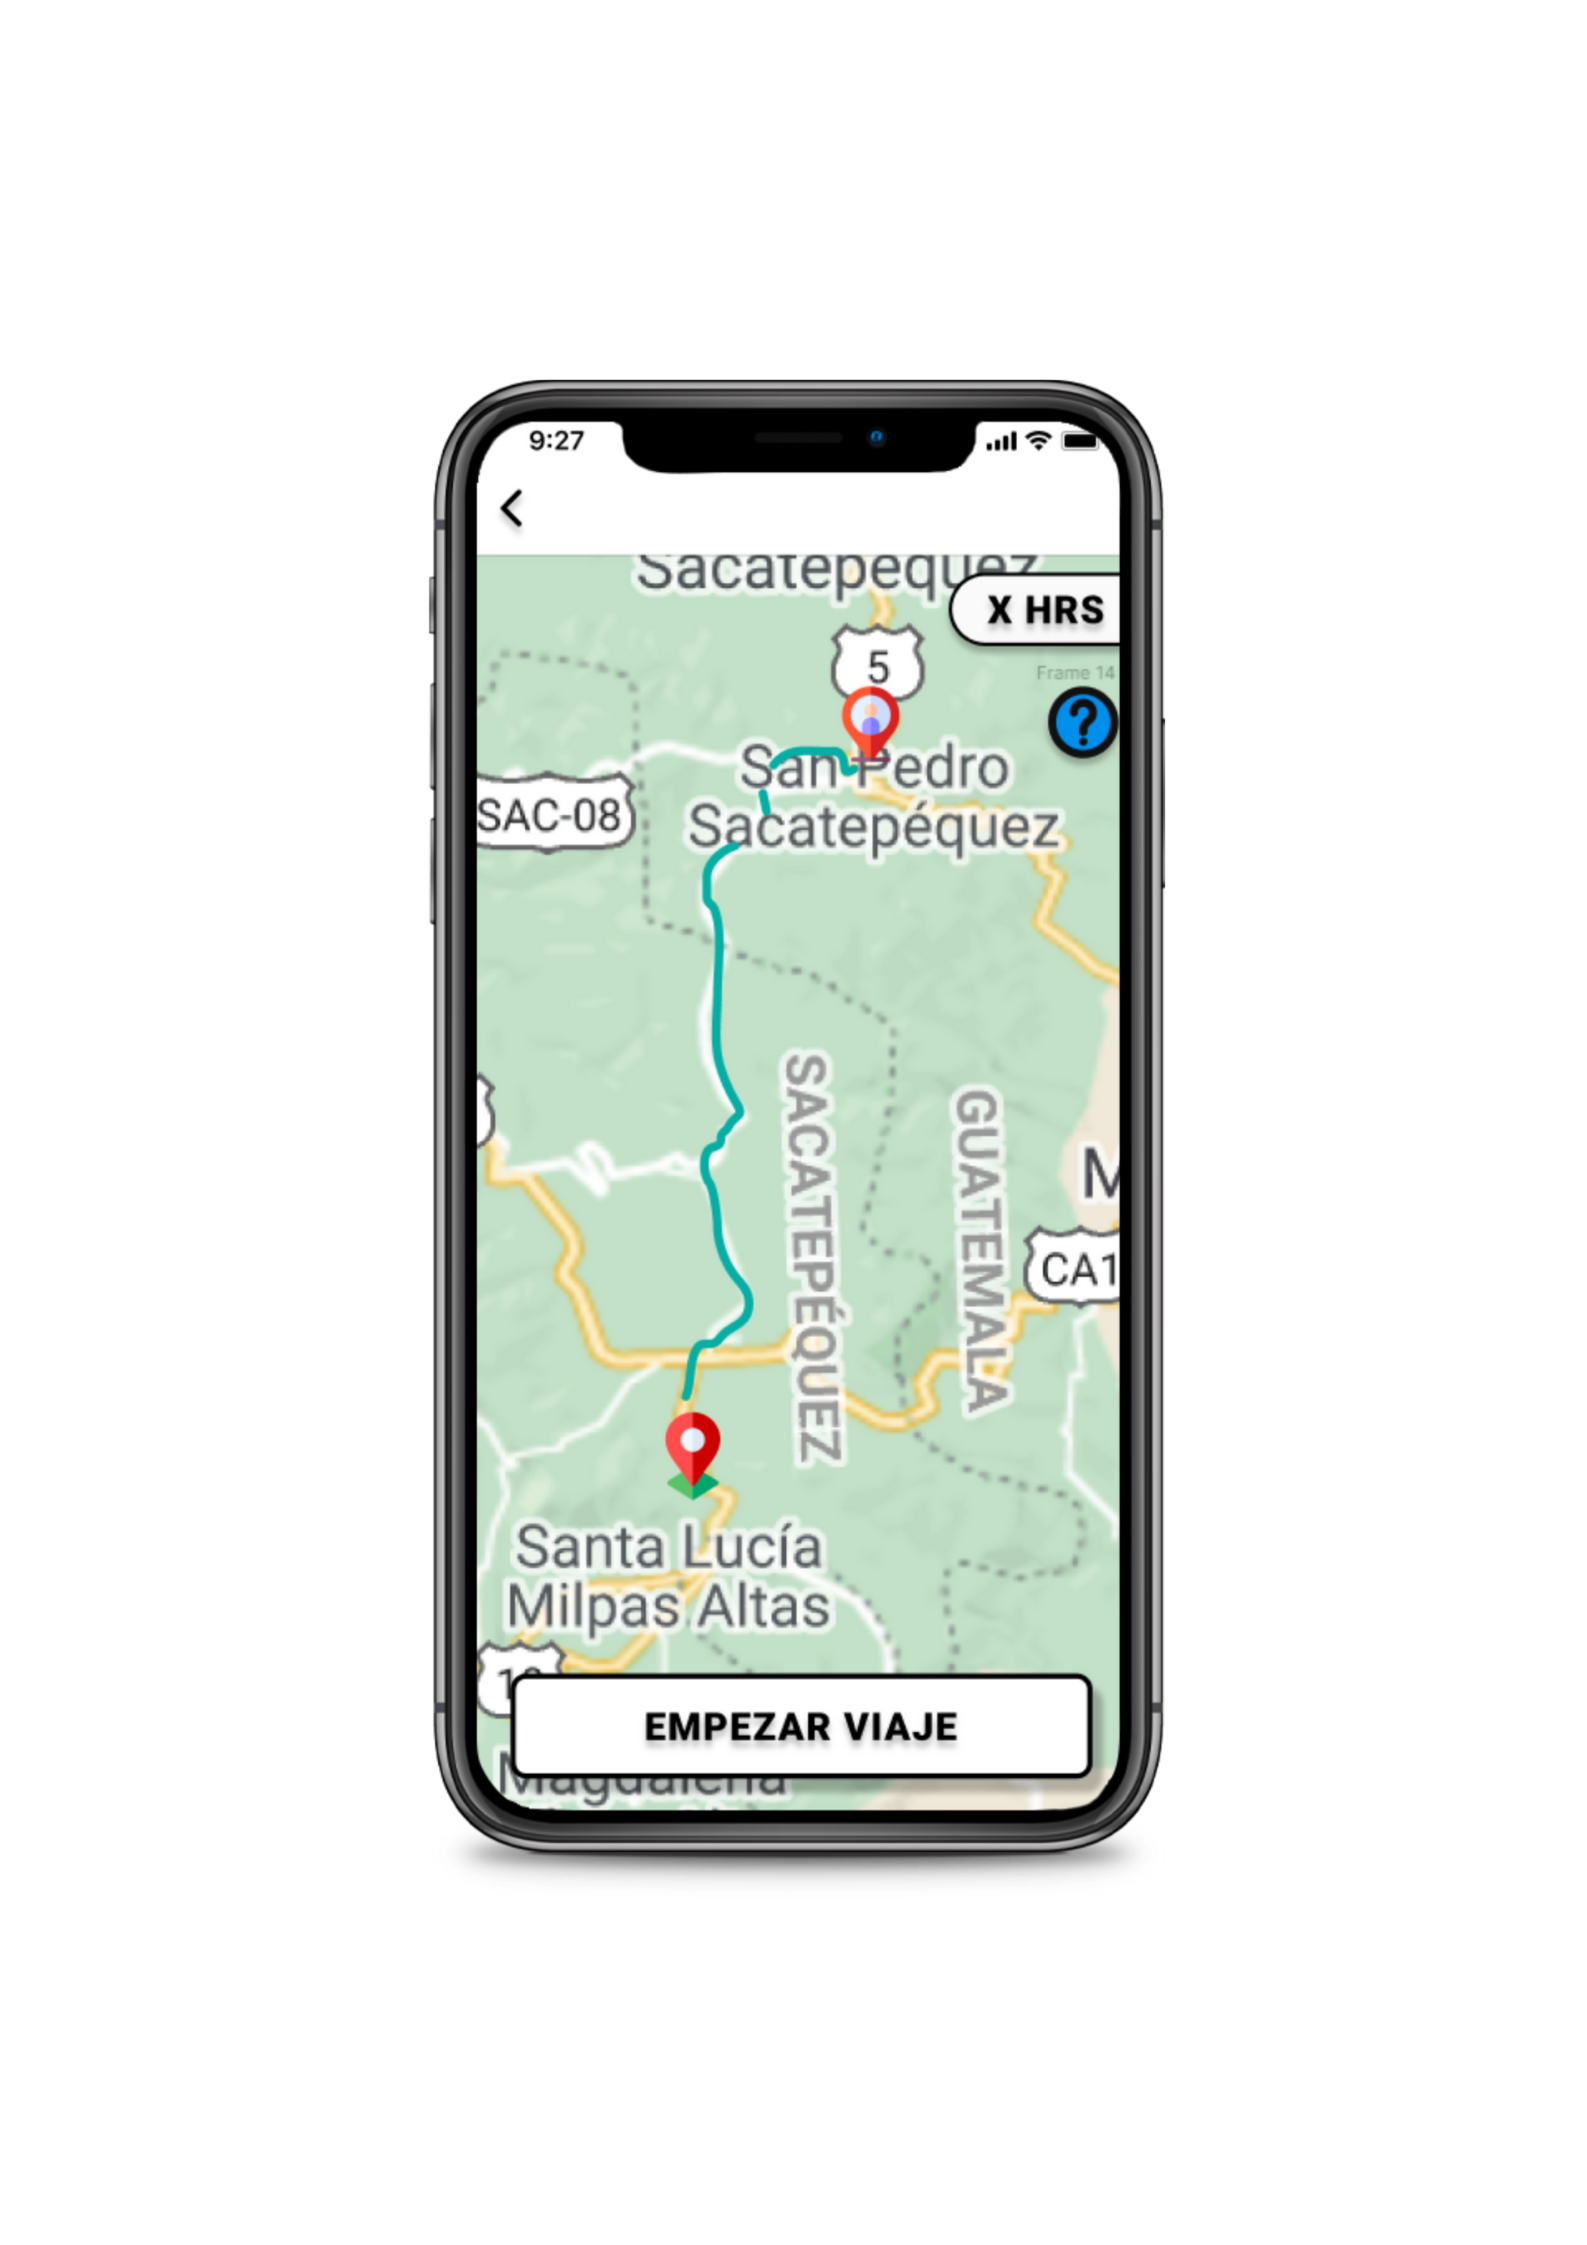 9:27
Sacatepéquez
X HRS
5
Frame 14
?
San Pedro
Sacatepéquez
SAC-08
SACATEPÉQUEZ
GUATEMALA
M
CA1
Santa Lucía
Milpas Altas
EMPEZAR VIAJE
Magdalena